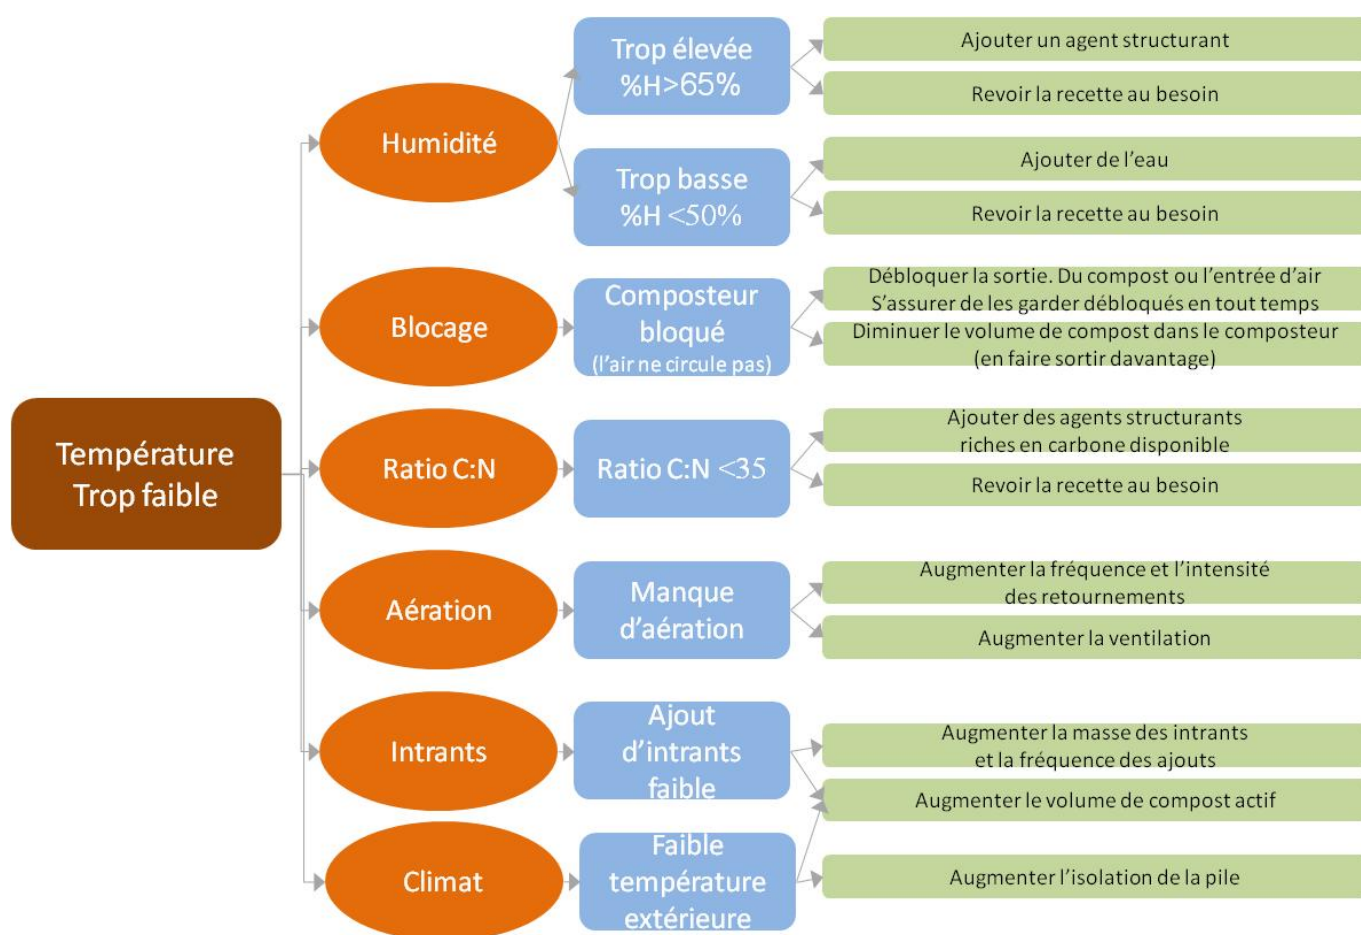 Température
Trop faible
Humidité
Trop élevée
%H>65%
Ajouter un agent structurant
Revoir la recette au besoin
Trop basse
%H <50%
Ajouter de l’eau
Revoir la recette au besoin
Blocage
Composteur
bloqué
(l’air ne circule pas)
Débloquer la sortie. Du compost ou l’entrée d’air
S’assurer de les garder débloqués en tout temps
Diminuer le volume de compost dans le composteur
(en faire sortir davantage)
Ratio C:N
Ratio C:N <35
Ajouter des agents structurants
riches en carbone disponible
Revoir la recette au besoin
Aération
Manque
d’aération
Augmenter la fréquence et l’intensité
des retournements
Augmenter la ventilation
Intrants
Ajout
d’intrants
faible
Augmenter la masse des intrants
et la fréquence des ajouts
Augmenter le volume de compost actif
Climat
Faible
température
extérieure
Augmenter l’isolation de la pile